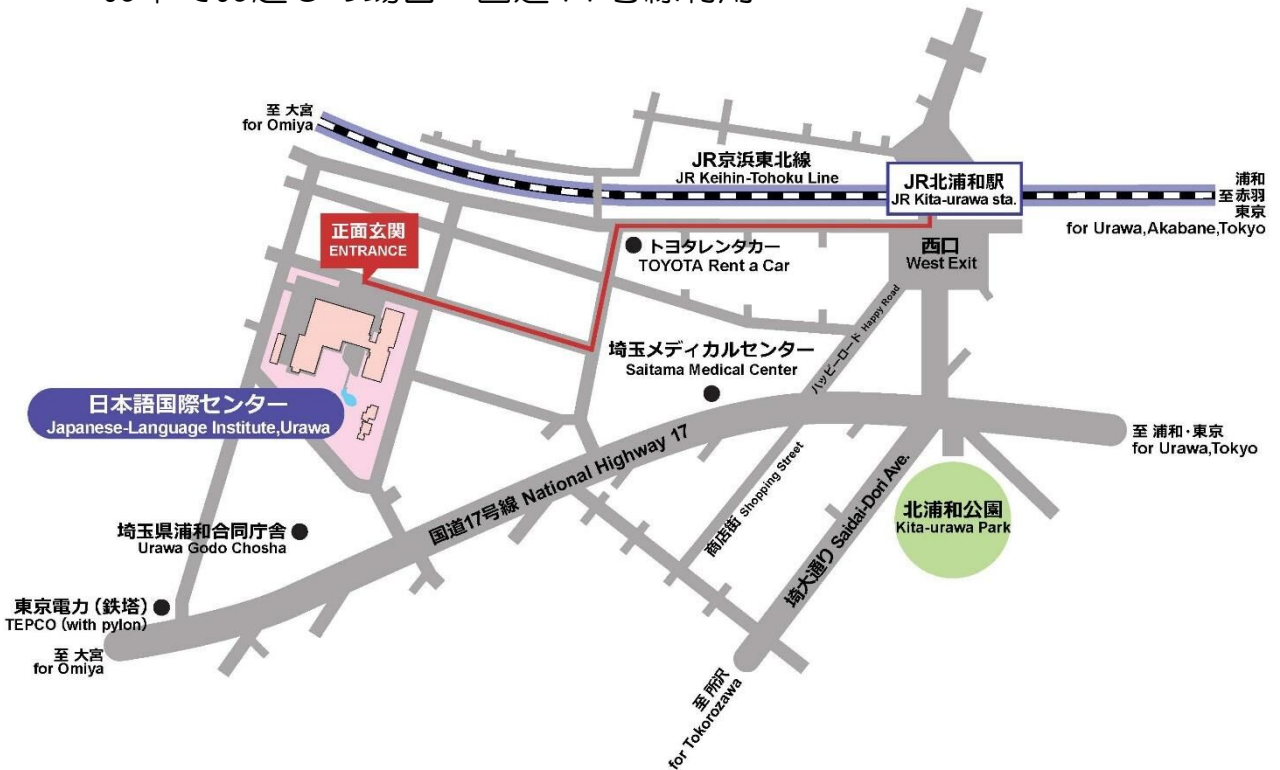 至 大宮
for Omiya
JR京浜東北線
JR Keihin-Tohoku Line
JR北浦和駅
JR Kita-urawa sta.
浦和
至赤羽
東京
for Urawa,Akabane,Tokyo
正面玄関
ENTRANCE
トヨタレンタカー
TOYOTA Rent a Car
西口
West Exit
ハッピーロード Happy Road
埼玉メディカルセンター
Saitama Medical Center
日本語国際センター
Japanese-Language Institute,Urawa
至 浦和・東京
for Urawa,Tokyo
国道17号線 National Highway 17
商店街 Shopping Street
埼大通り Saidai-Dori Ave.
北浦和公園
Kita-urawa Park
埼玉県浦和合同庁舎
Urawa Godo Chosha
東京電力（鉄塔）
TEPCO (with pylon)
至 大宮
for Omiya
至 所沢
for Tokorozawa